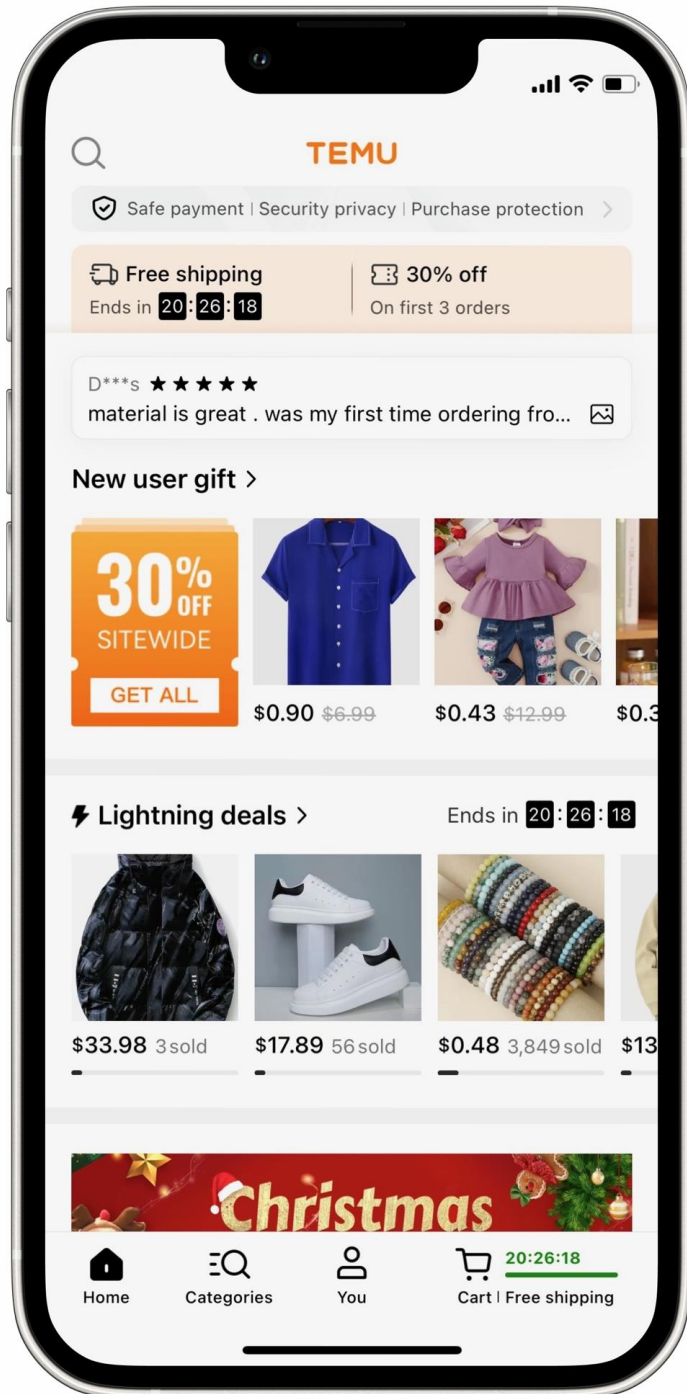 TEMU
Safe payment | Security privacy | Purchase protection
Free shipping
Ends in 20:26:18
30% off
On first 3 orders
D***s ★★★★★
material is great . was my first time ordering fro...
New user gift >
30% OFF
SITEWIDE
GET ALL
$0.90 $6.99
$0.43 $12.99
$0.3
Lightning deals >
Ends in 20:26:18
$33.98 3 sold
$17.89 56 sold
$0.48 3,849 sold
$13
Christmas
Home
Categories
You
20:26:18
Cart | Free shipping